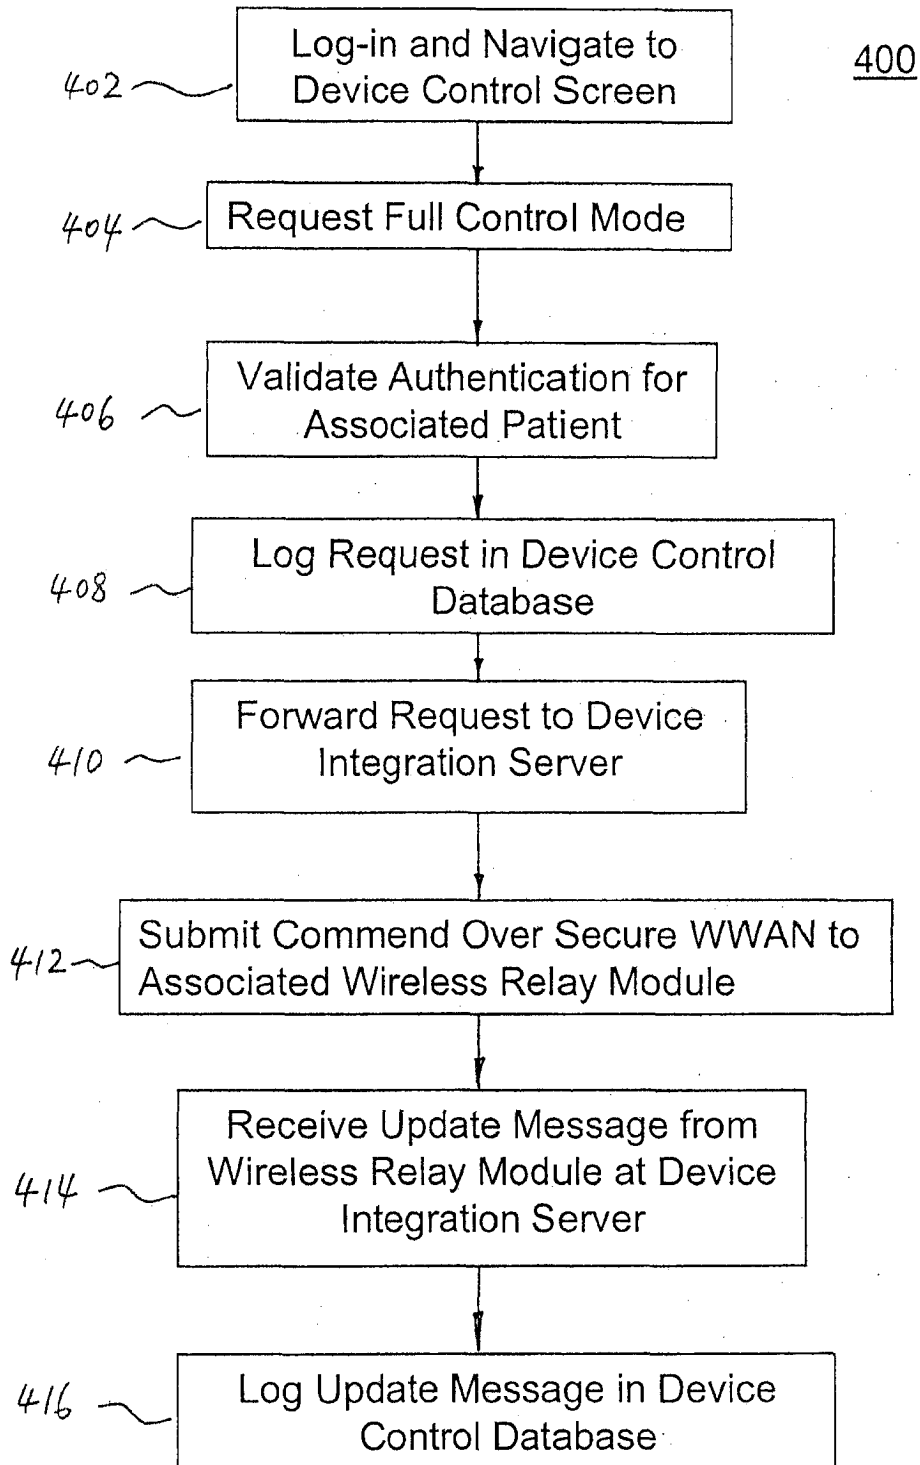 400
402
Log-in and Navigate to
Device Control Screen
404
Request Full Control Mode
406
Validate Authentication for
Associated Patient
408
Log Request in Device Control
Database
410
Forward Request to Device
Integration Server
412
Submit Commend Over Secure WWAN to
Associated Wireless Relay Module
414
Receive Update Message from
Wireless Relay Module at Device
Integration Server
416
Log Update Message in Device
Control Database